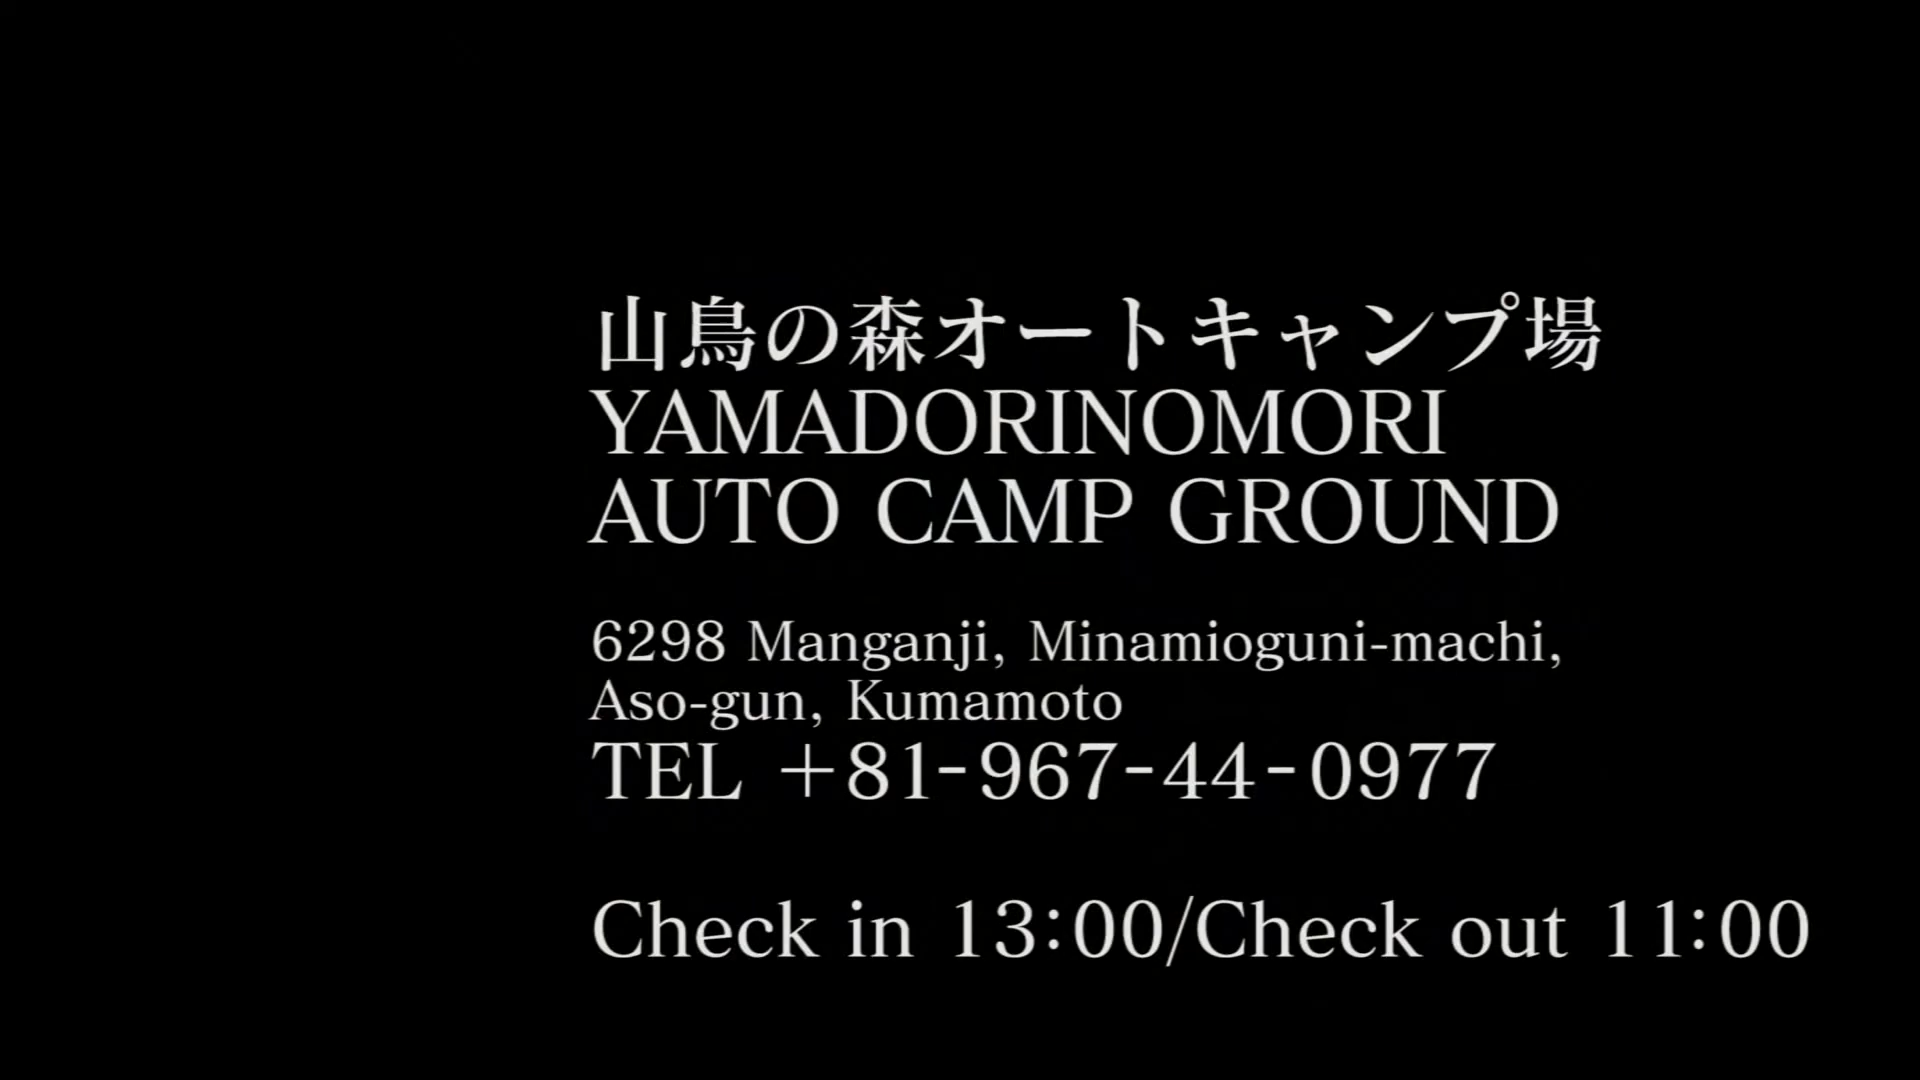 山鳥の森オートキャンプ場
YAMADORINOMORI
AUTO CAMP GROUND
6298 Manganji, Minamioguni-machi,
Aso-gun, Kumamoto
TEL +81-967-44-0977
Check in 13:00/Check out 11:00